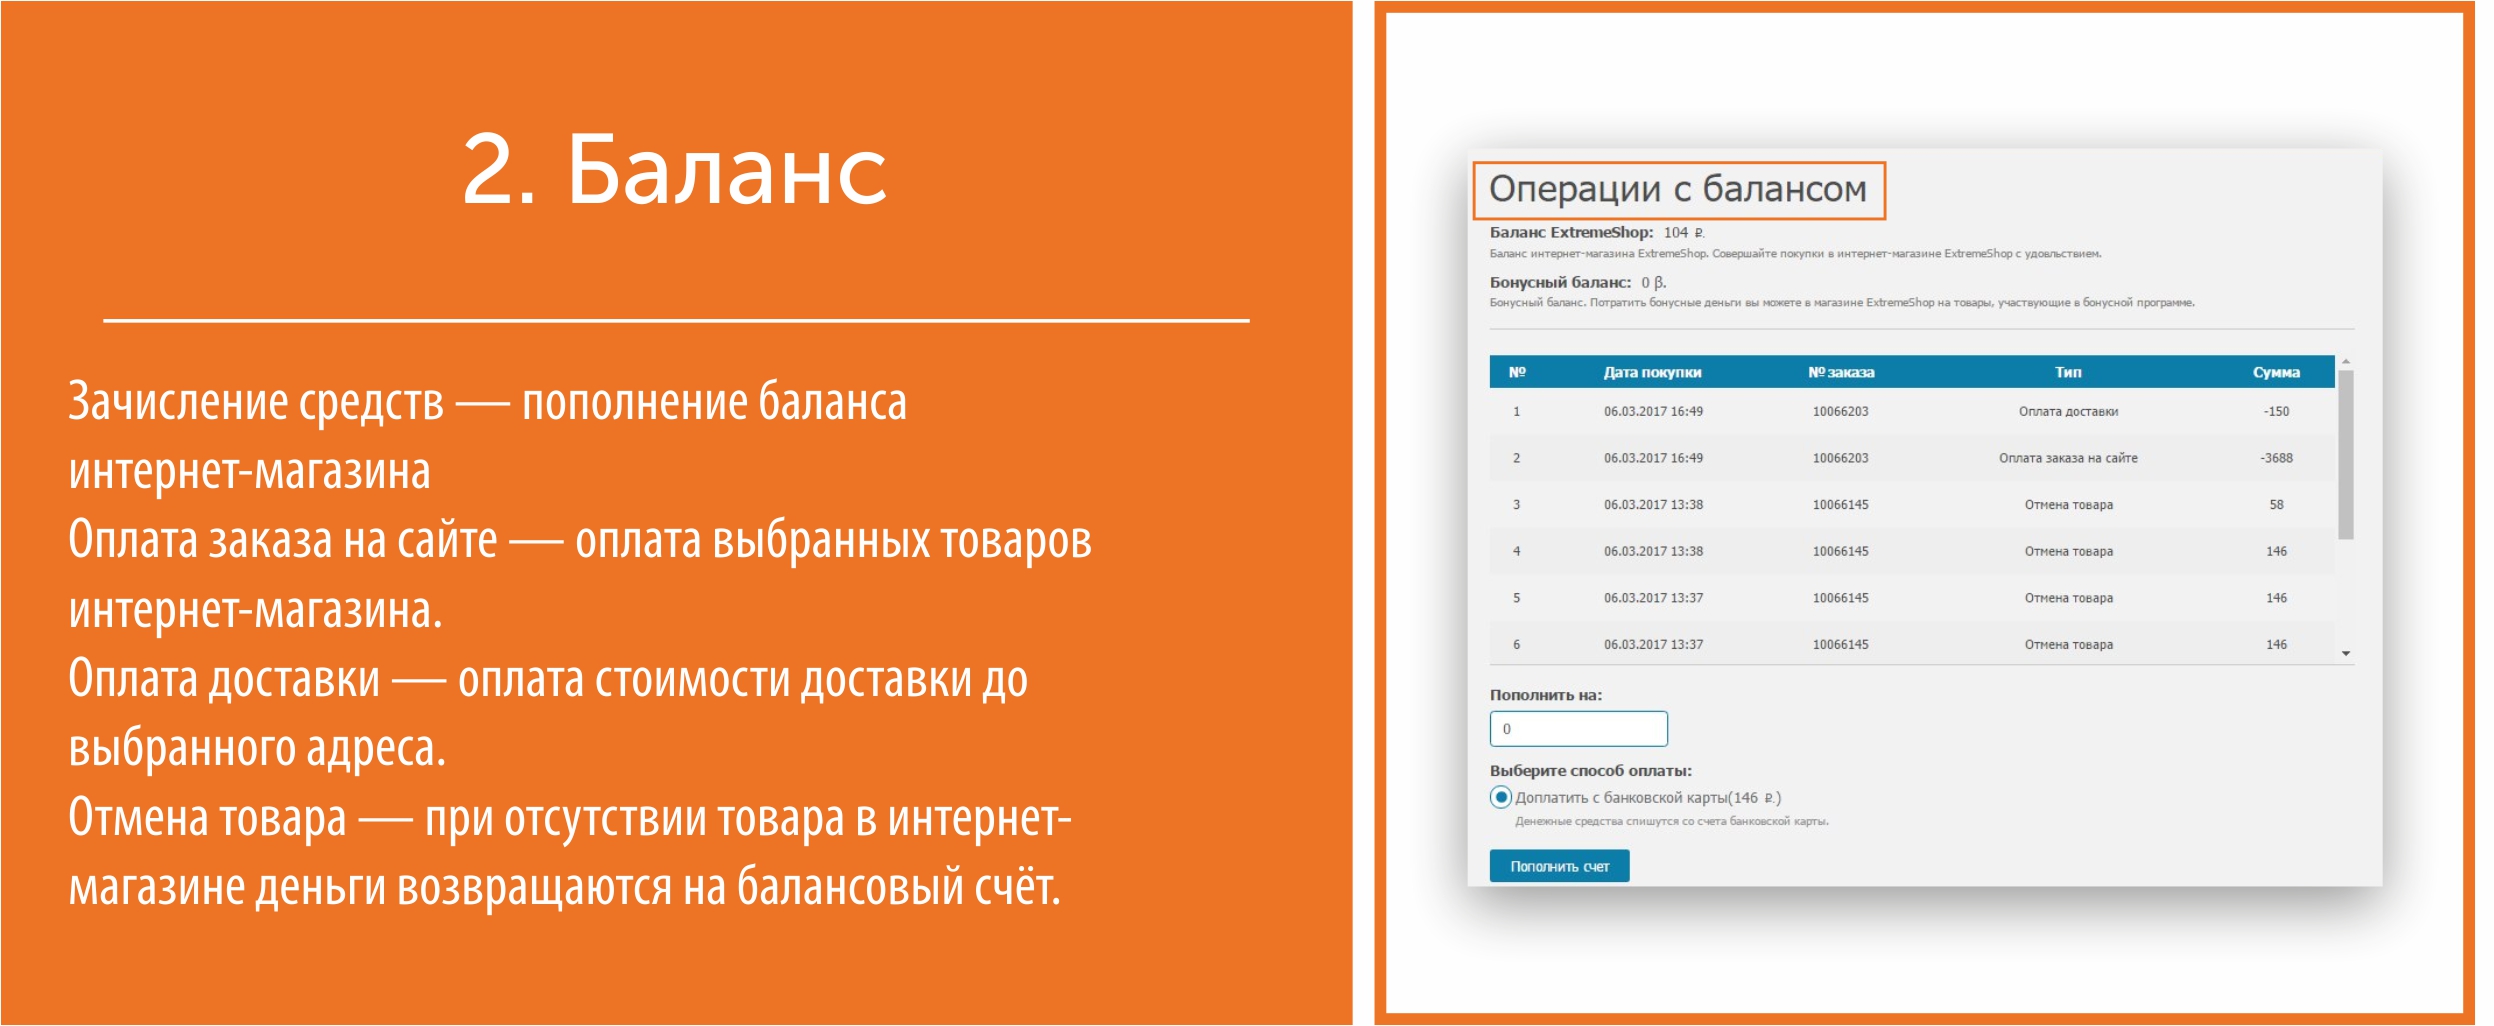 2. Баланс
Зачисление средств — пополнение баланса
интернет-магазина
Оплата заказа на сайте — оплата выбранных товаров
интернет-магазина.
Оплата доставки — оплата стоимости доставки до
выбранного адреса.
Отмена товара — при отсутствии товара в интернет-
магазине деньги возвращаются на балансовый счёт.
Операции с балансом
Баланс ExtremeShop: 104 ₽.
Баланс интернет-магазина ExtremeShop. Совершайте покупки в интернет-магазине ExtremeShop с удовльствием.
Бонусный баланс: 0 β.
Бонусный баланс. Потратить бонусные деньги вы можете в магазине ExtremeShop на товары, участвующие в бонусной программе.
№ Дата покупки № заказа Тип Сумма
1 06.03.2017 16:49 10066203 Оплата доставки -150
2 06.03.2017 16:49 10066203 Оплата заказа на сайте -3688
3 06.03.2017 13:38 10066145 Отмена товара 58
4 06.03.2017 13:38 10066145 Отмена товара 146
5 06.03.2017 13:37 10066145 Отмена товара 146
6 06.03.2017 13:37 10066145 Отмена товара 146
Пополнить на:
0
Выберите способ оплаты:
Доплатить с банковской карты(146 ₽.)
Денежные средства спишутся со счета банковской карты.
Пополнить счет